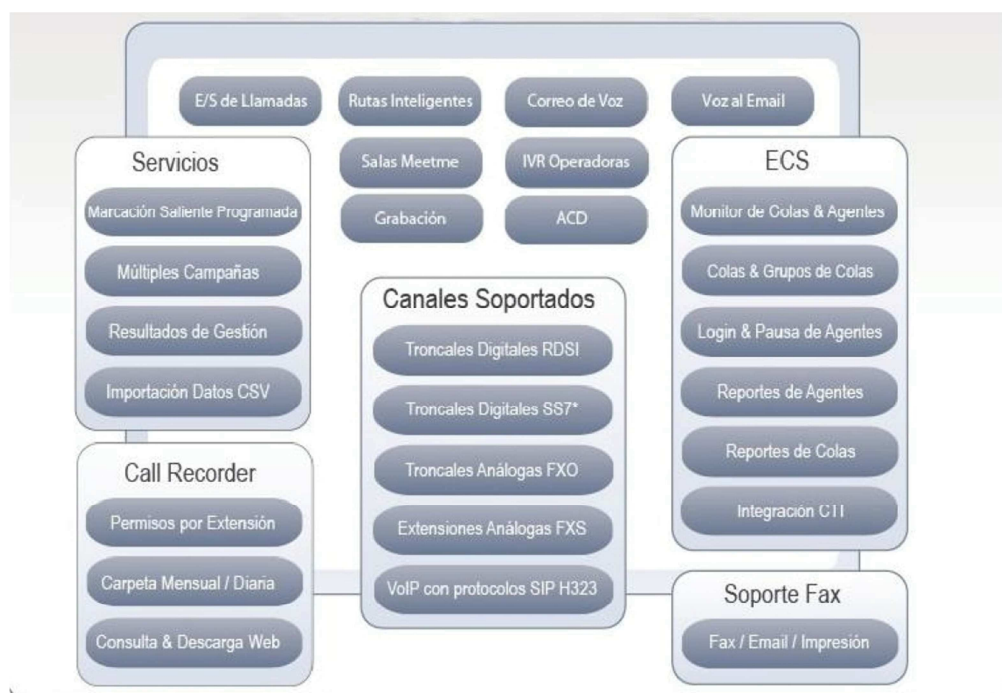 E/S de Llamadas
Rutas Inteligentes
Correo de Voz
Voz al Email
Salas Meetme
IVR Operadoras
Grabación
ACD
Servicios
Marcación Saliente Programada
Múltiples Campañas
Resultados de Gestión
Importación Datos CSV
Call Recorder
Permisos por Extensión
Carpeta Mensual / Diaria
Consulta & Descarga Web
Canales Soportados
Troncales Digitales RDSI
Troncales Digitales SS7*
Troncales Análogas FXO
Extensiones Análogas FXS
VoIP con protocolos SIP H323
ECS
Monitor de Colas & Agentes
Colas & Grupos de Colas
Login & Pausa de Agentes
Reportes de Agentes
Reportes de Colas
Integración CTI
Soporte Fax
Fax / Email / Impresión